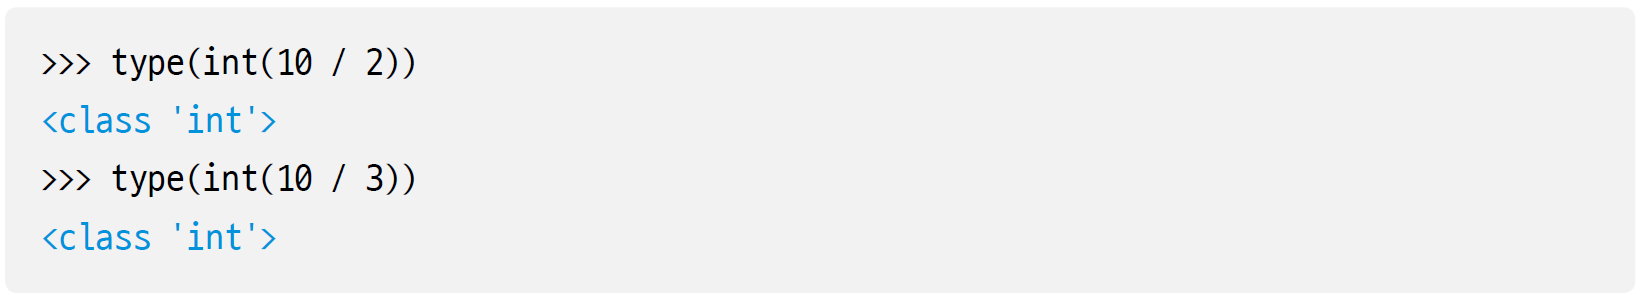 >>> type(int(10 / 2))
<class 'int'>
>>> type(int(10 / 3))
<class 'int'>